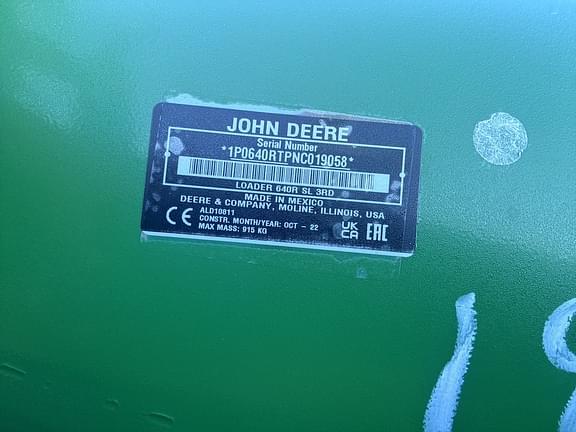 JOHN DEERE
Serial Number
*1P0640RTPNC019058*
LOADER 640R SL 3RD
MADE IN MEXICO
DEERE & COMPANY, MOLINE, ILLINOIS, USA
CE ALD10811
CONSTR. MONTH/YEAR: OCT - 22
MAX MASS: 915 KG
UK CA EAC